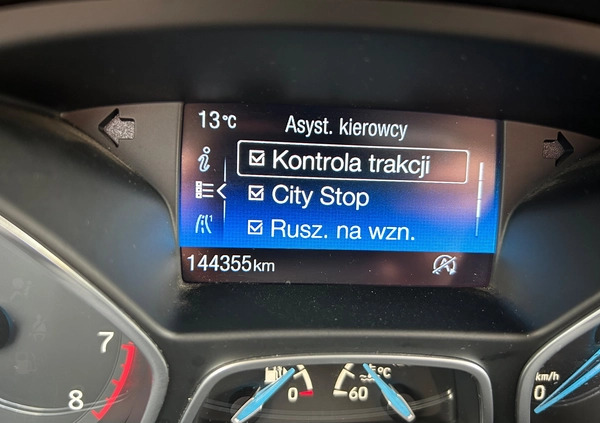 13°C
Asyst. kierowcy
Kontrola trakcji
City Stop
Rusz. na wzn.
144355km
7
8
0
60
°C
km/h
0